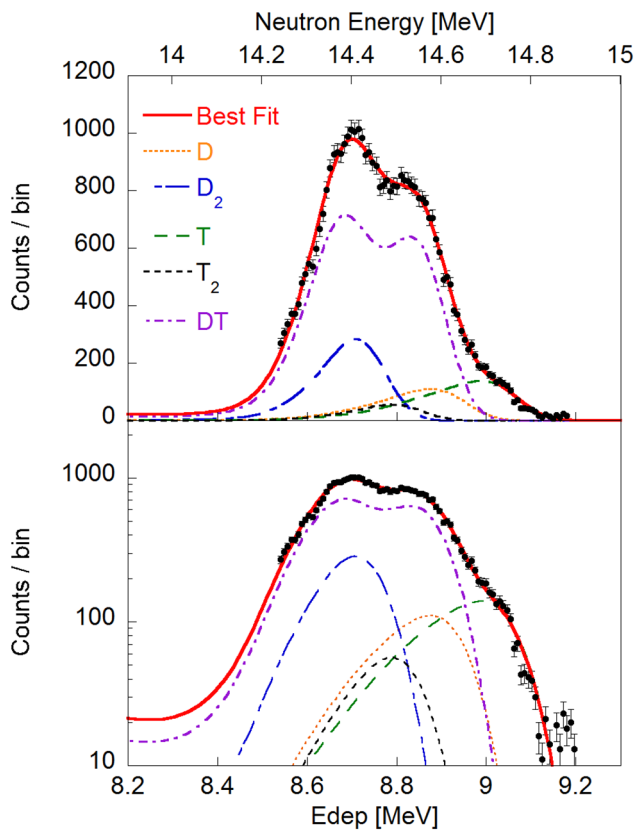 Neutron Energy [MeV]
14 14.2 14.4 14.6 14.8 15
1200
1000
800
600
400
200
0
Counts / bin
Best Fit
D
D₂
T
T₂
DT
1000
100
10
Counts / bin
8.2 8.4 8.6 8.8 9 9.2
Edep [MeV]